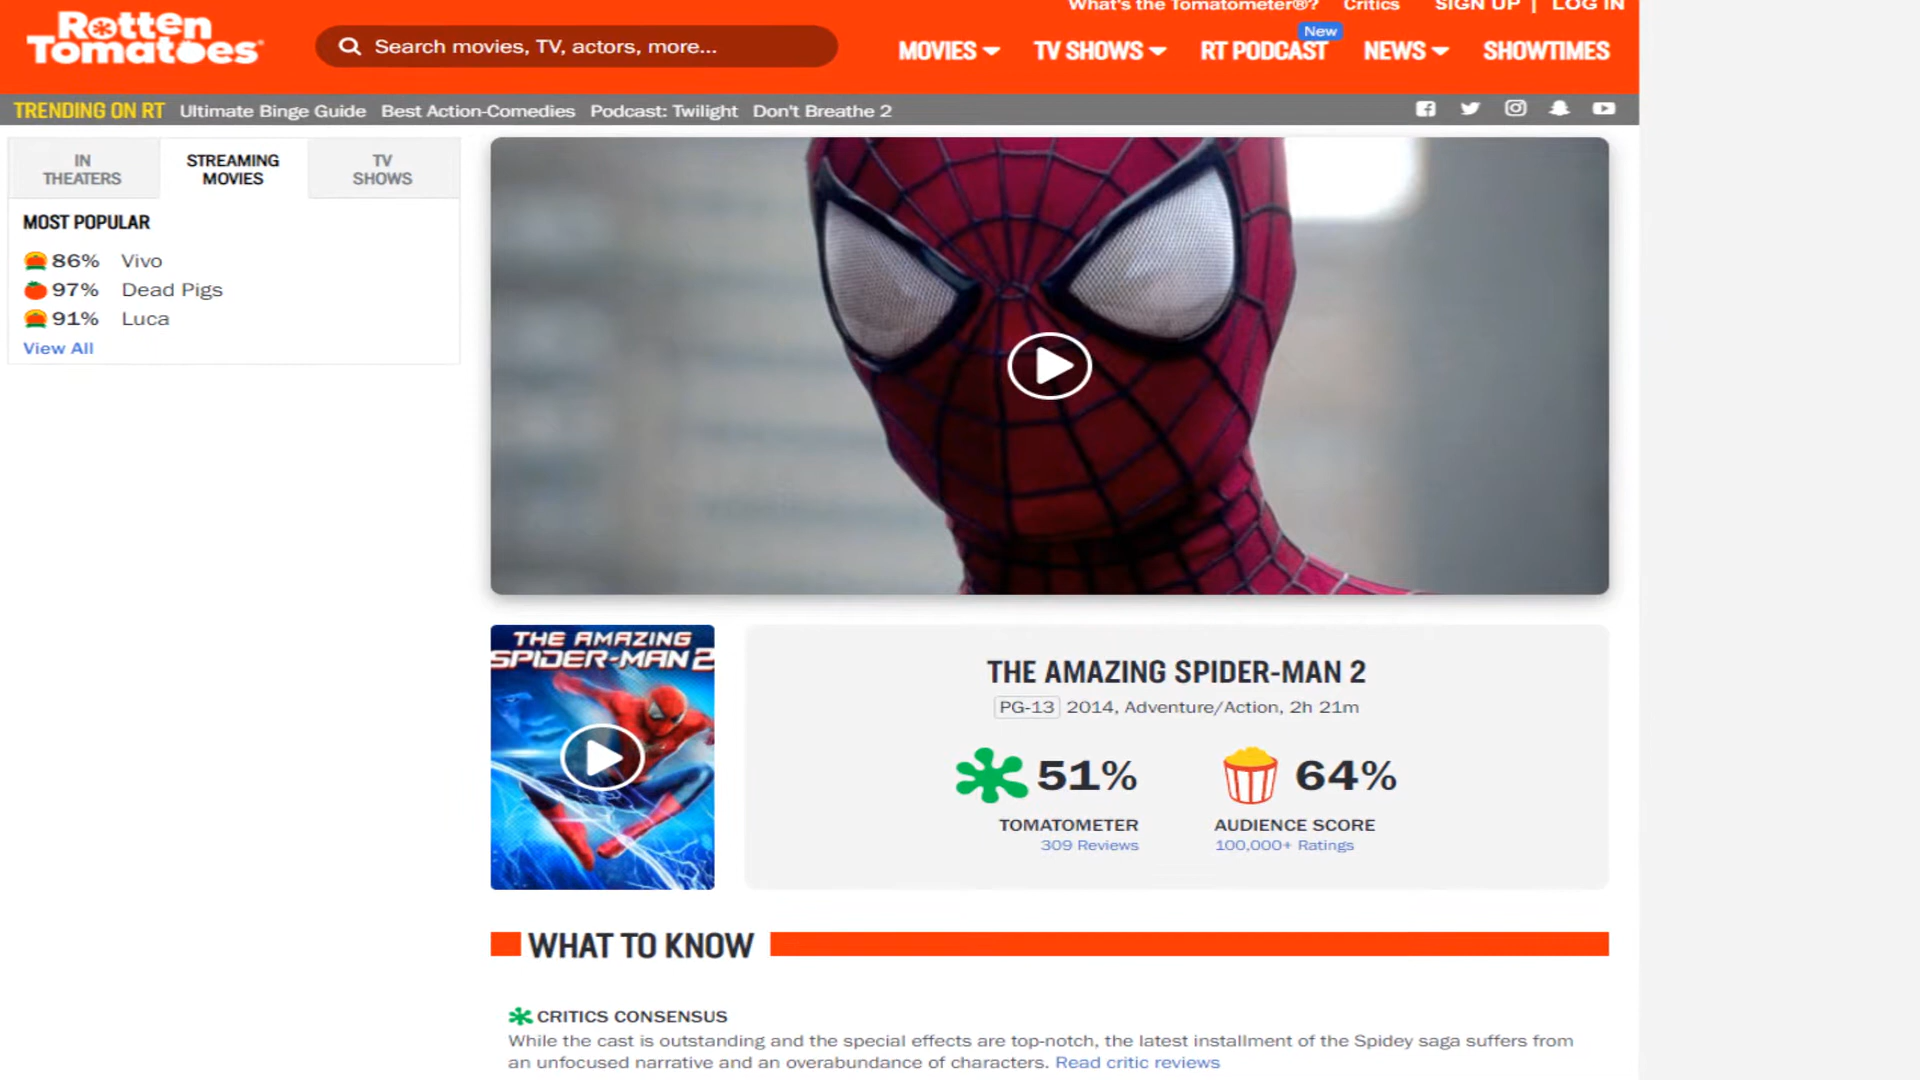 What's the Tomatometer®? Critics SIGN UP | LOG IN
Rotten
Tomatoes
Search movies, TV, actors, more...
New
MOVIES TV SHOWS RT PODCAST NEWS SHOWTIMES
TRENDING ON RT Ultimate Binge Guide Best Action-Comedies Podcast: Twilight Don't Breathe 2
IN
THEATERS
STREAMING
MOVIES
TV
SHOWS
MOST POPULAR
86% Vivo
97% Dead Pigs
91% Luca
View All
THE AMAZING
SPIDER-MAN 2
THE AMAZING SPIDER-MAN 2
PG-13 2014, Adventure/Action, 2h 21m
51% 64%
TOMATOMETER AUDIENCE SCORE
309 Reviews 100,000+ Ratings
WHAT TO KNOW
CRITICS CONSENSUS
While the cast is outstanding and the special effects are top-notch, the latest installment of the Spidey saga suffers from
an unfocused narrative and an overabundance of characters. Read critic reviews